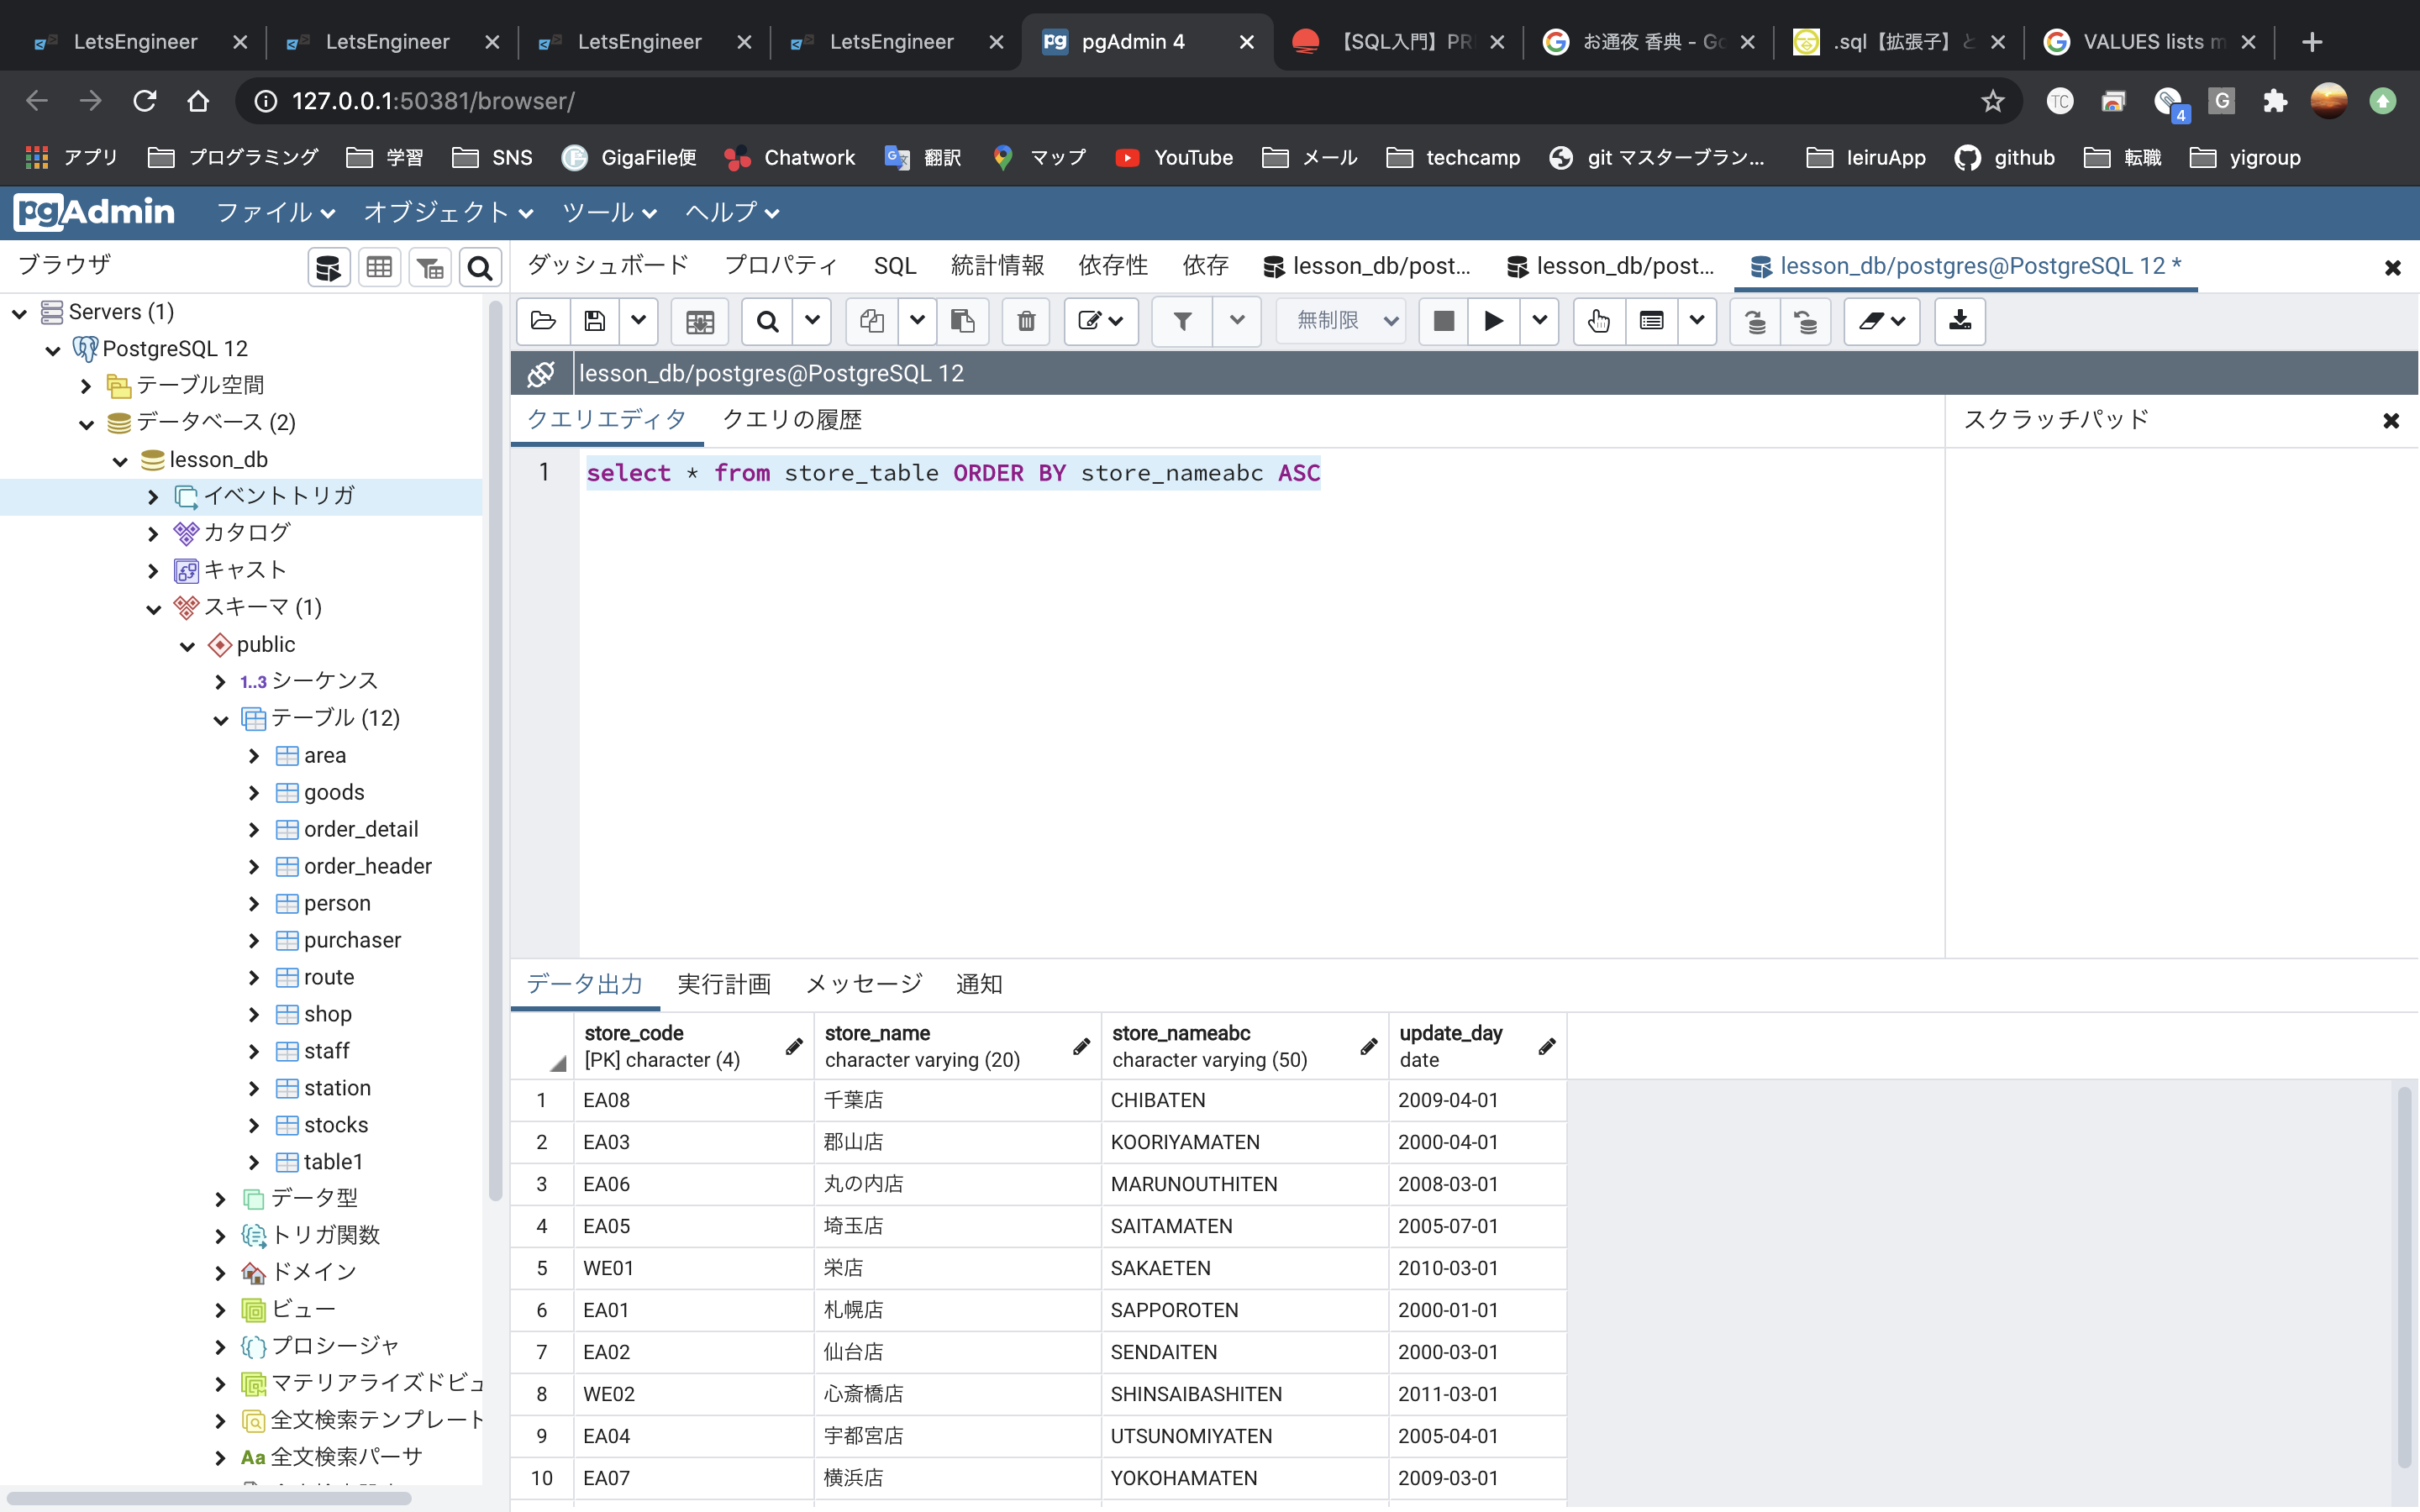 LetsEngineer
LetsEngineer
LetsEngineer
LetsEngineer
pgAdmin 4
【SQL入門】PR
お通夜 香典 - Go
.sql【拡張子】と
VALUES lists m
127.0.0.1:50381/browser/
TC
4
G
アプリ
プログラミング
学習
SNS
GigaFile便
Chatwork
翻訳
マップ
YouTube
メール
techcamp
git マスターブラン...
leiruApp
github
転職
yigroup
pgAdmin
ファイル
オブジェクト
ツール
ヘルプ
ブラウザ
ダッシュボード
プロパティ
SQL
統計情報
依存性
依存
lesson_db/post...
lesson_db/post...
lesson_db/postgres@PostgreSQL 12 *
無制限
Servers (1)
PostgreSQL 12
テーブル空間
データベース (2)
lesson_db
イベントトリガ
カタログ
キャスト
スキーマ (1)
public
1..3 シーケンス
テーブル (12)
area
goods
order_detail
order_header
person
purchaser
route
shop
staff
station
stocks
table1
データ型
トリガ関数
ドメイン
ビュー
プロシージャ
マテリアライズドビュ
全文検索テンプレート
Aa 全文検索パーサ
lesson_db/postgres@PostgreSQL 12
クエリエディタ
クエリの履歴
スクラッチパッド
1 select * from store_table ORDER BY store_nameabc ASC
データ出力
実行計画
メッセージ
通知
store_code store_name store_nameabc update_day
[PK] character (4) character varying (20) character varying (50) date
1 EA08 千葉店 CHIBATEN 2009-04-01
2 EA03 郡山店 KOORIYAMATEN 2000-04-01
3 EA06 丸の内店 MARUNOUTHITEN 2008-03-01
4 EA05 埼玉店 SAITAMATEN 2005-07-01
5 WE01 栄店 SAKAETEN 2010-03-01
6 EA01 札幌店 SAPPOROTEN 2000-01-01
7 EA02 仙台店 SENDAITEN 2000-03-01
8 WE02 心斎橋店 SHINSAIBASHITEN 2011-03-01
9 EA04 宇都宮店 UTSUNOMIYATEN 2005-04-01
10 EA07 横浜店 YOKOHAMATEN 2009-03-01